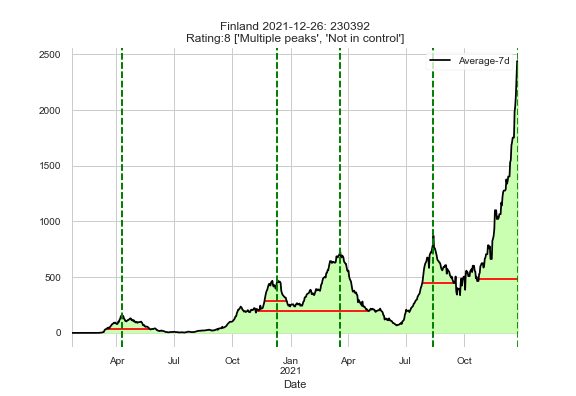 Finland 2021-12-26: 230392
Rating:8 ['Multiple peaks', 'Not in control']
Average-7d
2500
2000
1500
1000
500
0
Apr Jul Oct Jan Apr Jul Oct
2021
Date